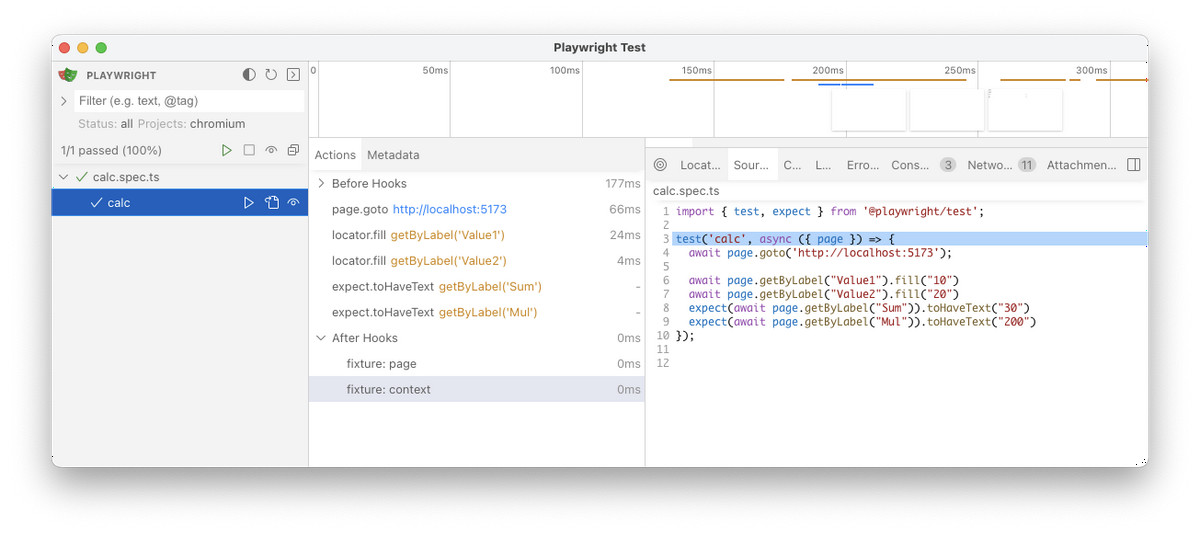 Playwright Test
PLAYWRIGHT
Filter (e.g. text, @tag)
Status: all Projects: chromium
1/1 passed (100%)
calc.spec.ts
calc
0 50ms 100ms 150ms 200ms 250ms 300ms
Actions Metadata
Before Hooks 177ms
page.goto http://localhost:5173 66ms
locator.fill getByLabel('Value1') 24ms
locator.fill getByLabel('Value2') 4ms
expect.toHaveText getByLabel('Sum') -
expect.toHaveText getByLabel('Mul') -
After Hooks 0ms
fixture: page 0ms
fixture: context 0ms
Locat... Sour... C... L... Erro... Cons... 3 Netwo... 11 Attachmen...
calc.spec.ts
1 import { test, expect } from '@playwright/test';
2
3 test('calc', async ({ page }) => {
4   await page.goto('http://localhost:5173');
5
6   await page.getByLabel("Value1").fill("10")
7   await page.getByLabel("Value2").fill("20")
8   expect(await page.getByLabel("Sum")).toHaveText("30")
9   expect(await page.getByLabel("Mul")).toHaveText("200")
10 });
11
12